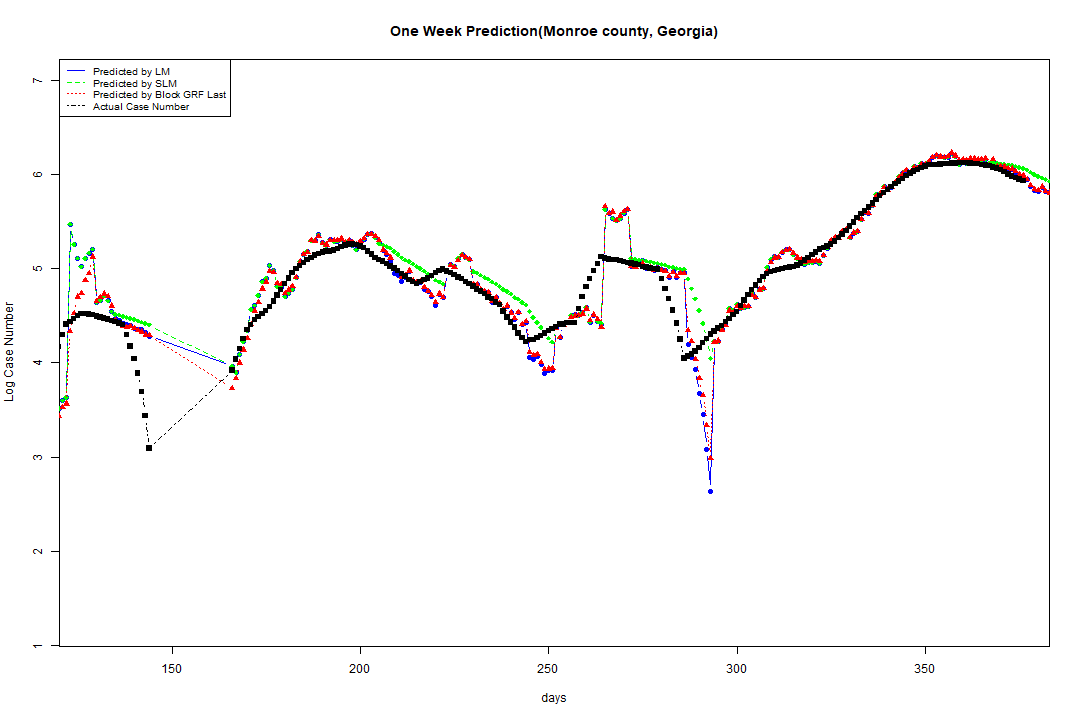 One Week Prediction(Monroe county, Georgia)
Predicted by LM
Predicted by SLM
Predicted by Block GRF Last
Actual Case Number
7
6
5
4
3
2
1
Log Case Number
150 200 250 300 350
days